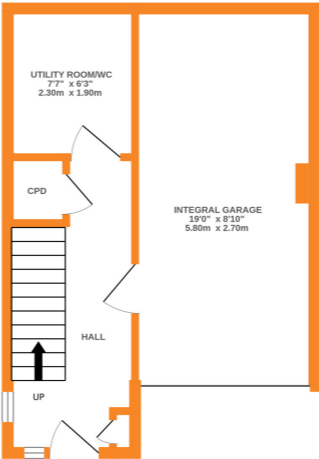 UTILITY ROOM/WC
7'7" x 6'3"
2.30m x 1.90m
CPD
INTEGRAL GARAGE
19'0" x 8'10"
5.80m x 2.70m
HALL
UP